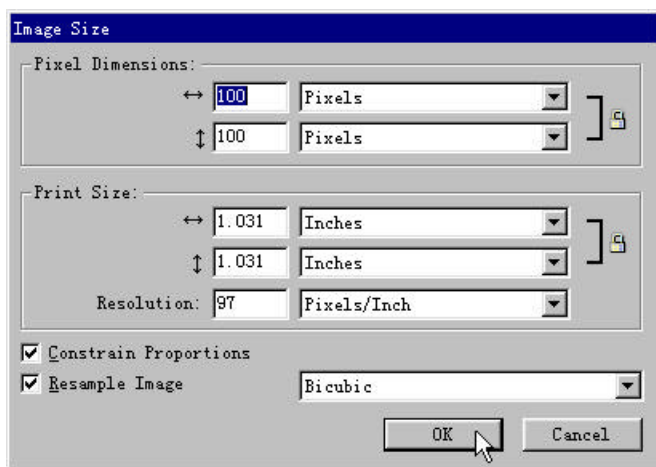 Image Size
Pixel Dimensions:
100 Pixels
100 Pixels
Print Size:
1.031 Inches
1.031 Inches
Resolution: 97 Pixels/Inch
Constrain Proportions
Resample Image Bicubic
OK Cancel